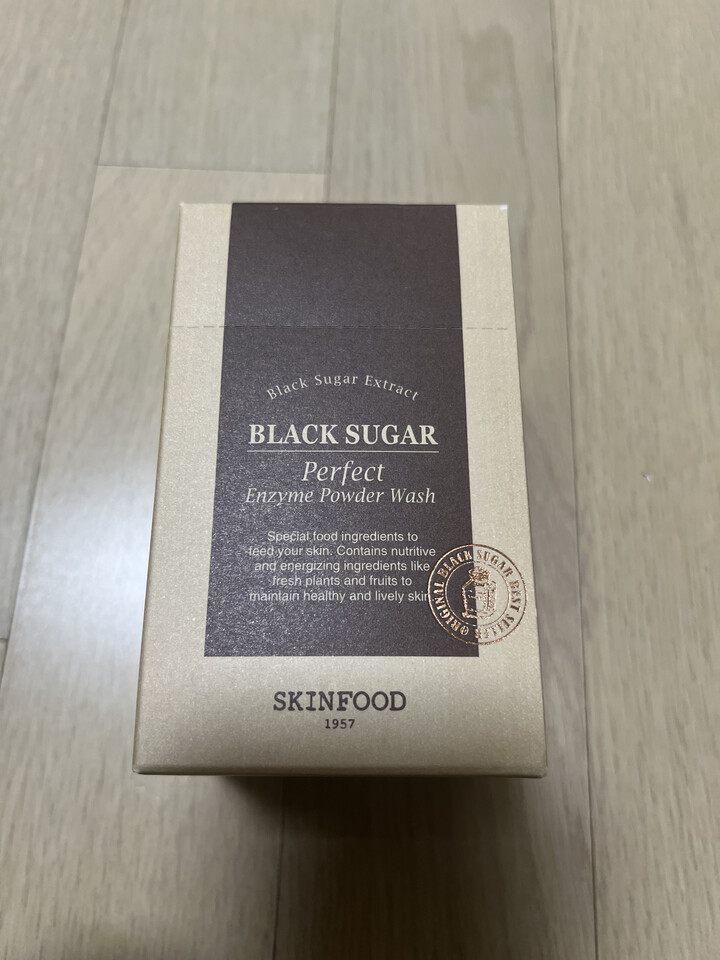 Black Sugar Extract
BLACK SUGAR
Perfect
Enzyme Powder Wash
Special food ingredients to
feed your skin. Contains nutritive
and energizing ingredients like
fresh plants and fruits to
maintain healthy and lively skin
ORIGINAL BLACK SUGAR BEST SELLER
SKINFOOD
1957